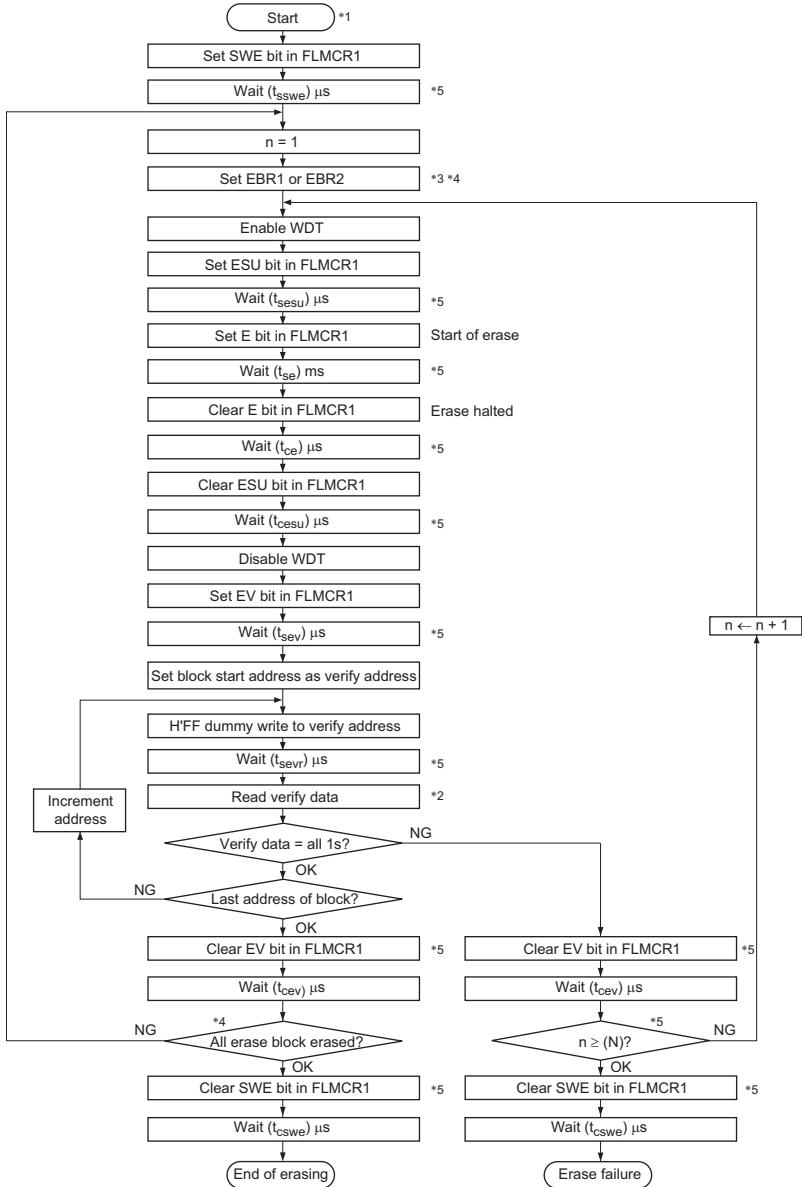 Start *1
Set SWE bit in FLMCR1
Wait (tsswe) μs *5
n = 1
Set EBR1 or EBR2 *3 *4
Enable WDT
Set ESU bit in FLMCR1
Wait (tsesu) μs *5
Set E bit in FLMCR1 Start of erase
Wait (tse) ms *5
Clear E bit in FLMCR1 Erase halted
Wait (tce) μs *5
Clear ESU bit in FLMCR1
Wait (tcesu) μs *5
Disable WDT
Set EV bit in FLMCR1
Wait (tsev) μs *5
n ← n + 1
Set block start address as verify address
H'FF dummy write to verify address
Wait (tsevr) μs *5
Read verify data *2
Increment
address
Verify data = all 1s? NG
OK
NG Last address of block?
OK
Clear EV bit in FLMCR1 *5
Wait (tcev) μs
NG *4
All erase block erased?
OK
Clear SWE bit in FLMCR1 *5
Wait (tcswe) μs
End of erasing
Clear EV bit in FLMCR1 *5
Wait (tcev) μs
*5
n ≥ (N)? NG
OK
Clear SWE bit in FLMCR1 *5
Wait (tcswe) μs
Erase failure